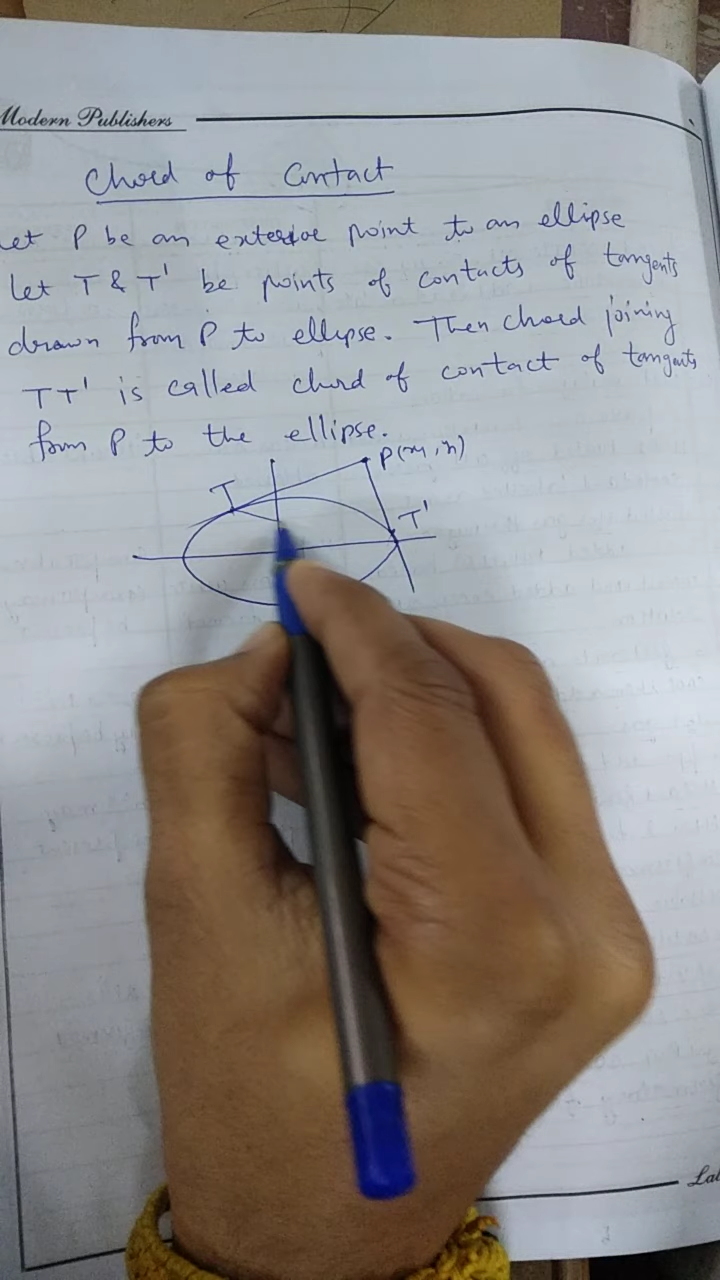 Modern Publishers
Chord of Contact
Let P be an exterior point to an ellipse
Let T & T' be points of contacts of tangents
drawn from P to ellipse. Then chord joining
TT' is called chord of contact of tangents
from P to the ellipse.
P(x1, y1)
T
T'
La